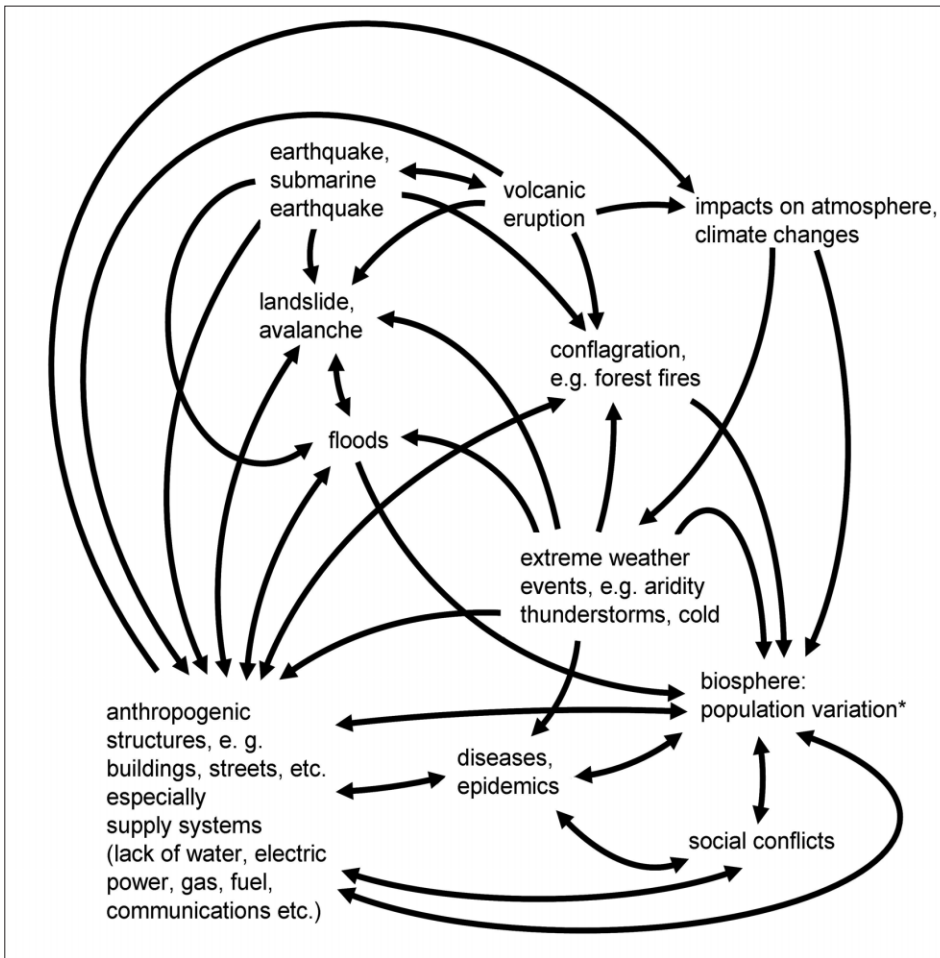 earthquake,
submarine
earthquake
volcanic
eruption
impacts on atmosphere,
climate changes
landslide,
avalanche
conflagration,
e.g. forest fires
floods
extreme weather
events, e.g. aridity
thunderstorms, cold
biosphere:
population variation*
anthropogenic
structures, e. g.
buildings, streets, etc.
especially
supply systems
(lack of water, electric
power, gas, fuel,
communications etc.)
diseases,
epidemics
social conflicts